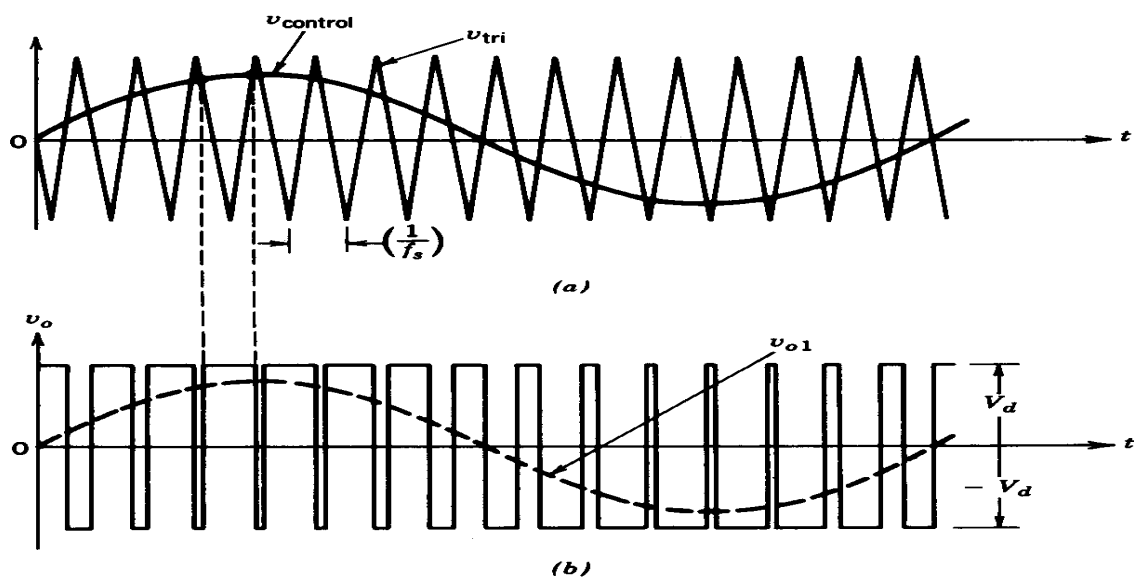 v_control
v_tri
O
t
(1/f_s)
(a)
v_o
v_o1
V_d
O
t
- V_d
(b)